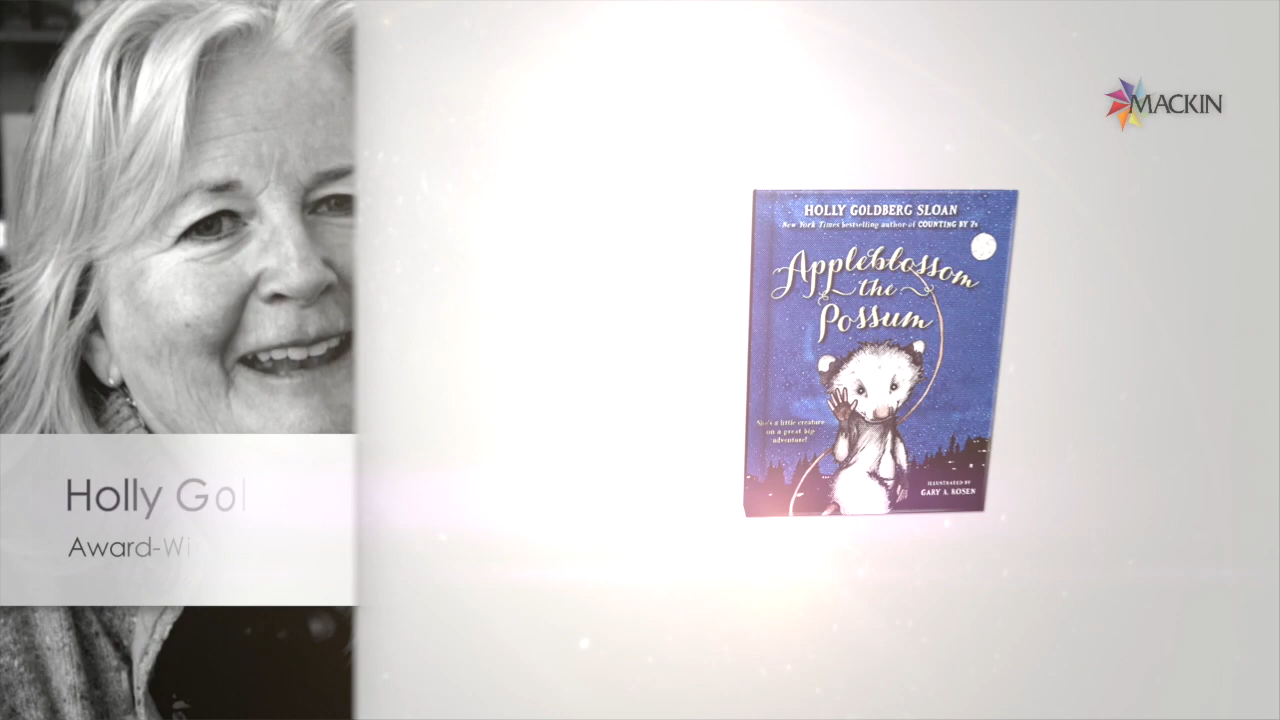 MACKIN
HOLLY GOLDBERG SLOAN
New York Times bestselling author of COUNTING BY 7s
Appleblossom
the
Possum
She's a little creature
on a great big
adventure!
ILLUSTRATED BY
GARY A. ROSEN
Holly Gol
Award-Wi